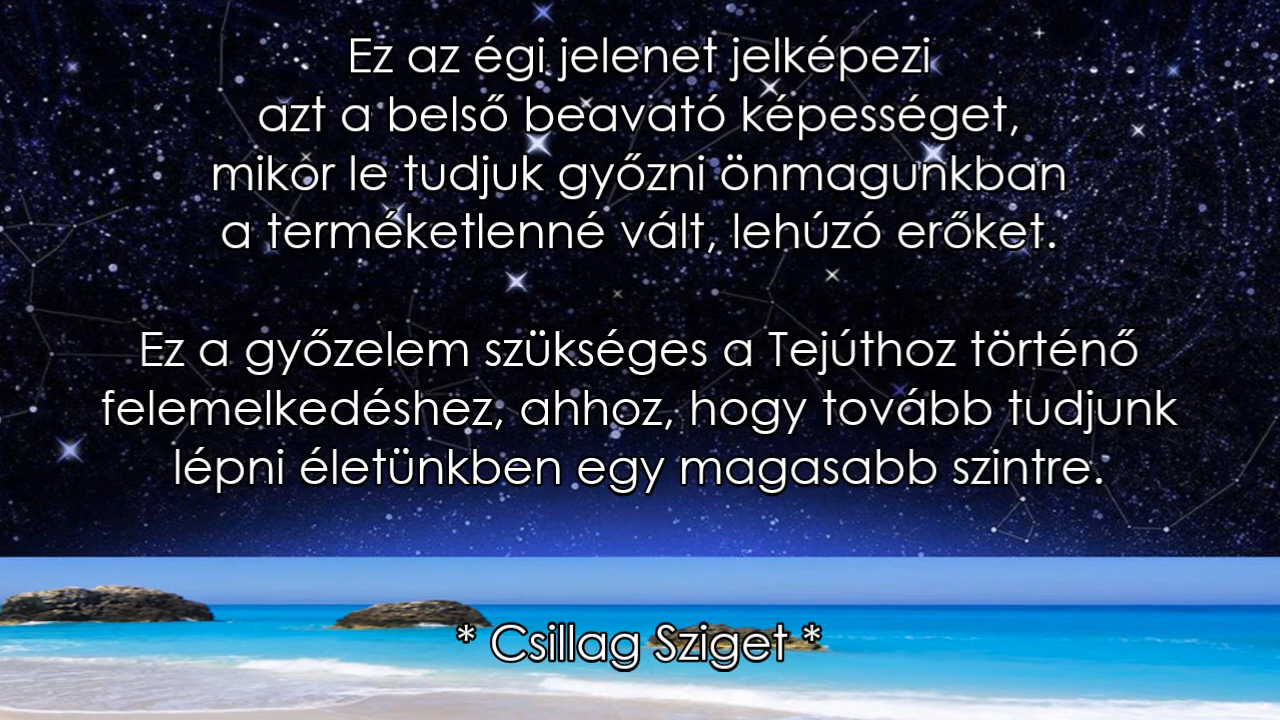 Ez az égi jelenet jelképezi
azt a belső beavató képességet,
mikor le tudjuk győzni önmagunkban
a terméketlenné vált, lehúzó erőket.
Ez a győzelem szükséges a Tejúthoz történő
felemelkedéshez, ahhoz, hogy tovább tudjunk
lépni életünkben egy magasabb szintre.
* Csillag Sziget *